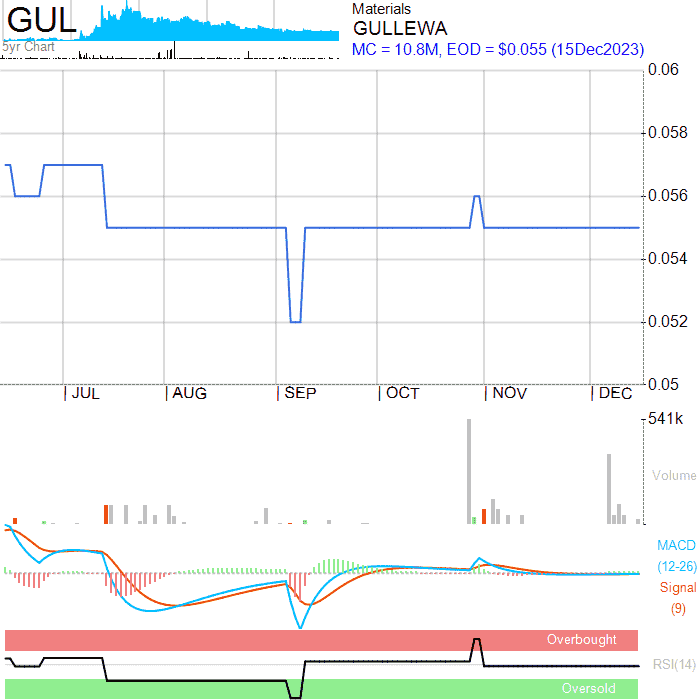 GUL
5yr Chart
Materials
GULLEWA
MC = 10.8M, EOD = $0.055 (15Dec2023)
0.06
0.058
0.056
0.054
0.052
0.05
JUL
AUG
SEP
OCT
NOV
DEC
541k
Volume
MACD
(12-26)
Signal
(9)
Overbought
RSI(14)
Oversold